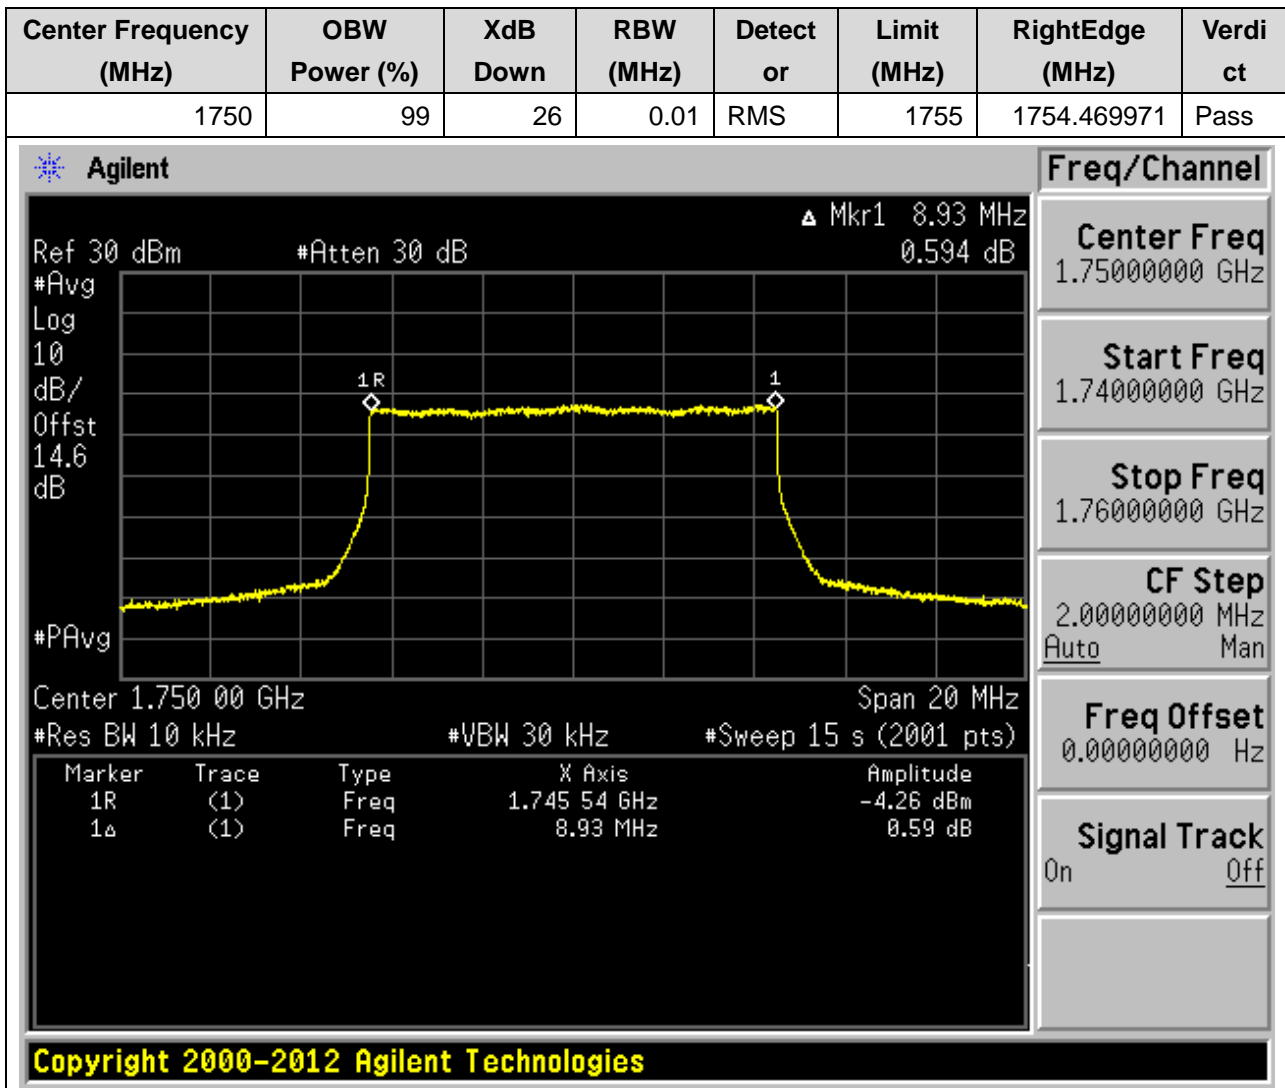 Center Frequency (MHz) OBW Power (%) XdB Down RBW (MHz) Detect or Limit (MHz) RightEdge (MHz) Verdi ct
1750 99 26 0.01 RMS 1755 1754.469971 Pass
Agilent Freq/Channel
Δ Mkr1 8.93 MHz
Ref 30 dBm #Atten 30 dB 0.594 dB
#Avg
Log
10
dB/
Offst
14.6
dB
1R 1
#PAvg
Center 1.750 00 GHz Span 20 MHz
#Res BW 10 kHz #VBW 30 kHz #Sweep 15 s (2001 pts)
Marker Trace Type X Axis Amplitude
1R (1) Freq 1.745 54 GHz -4.26 dBm
1Δ (1) Freq 8.93 MHz 0.59 dB
Center Freq
1.75000000 GHz
Start Freq
1.74000000 GHz
Stop Freq
1.76000000 GHz
CF Step
2.00000000 MHz
Auto Man
Freq Offset
0.00000000 Hz
Signal Track
On Off
Copyright 2000-2012 Agilent Technologies